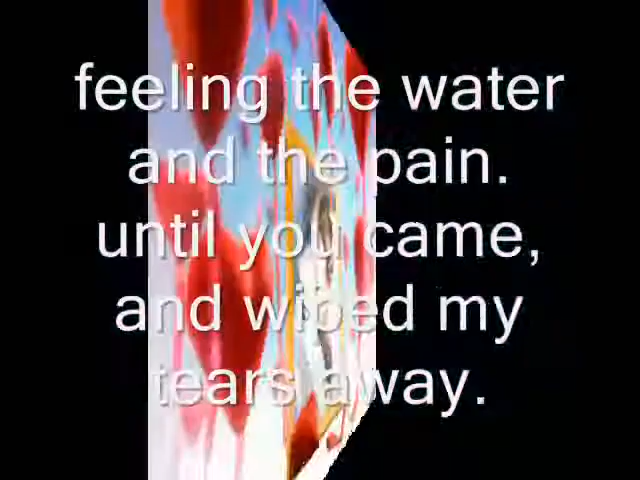 feeling the water
and the pain.
until you came,
and wiped my
tears away.